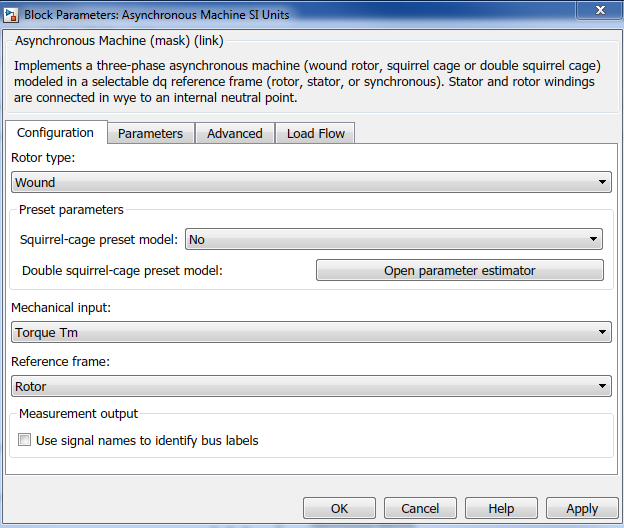 Block Parameters: Asynchronous Machine SI Units
Asynchronous Machine (mask) (link)
Implements a three-phase asynchronous machine (wound rotor, squirrel cage or double squirrel cage)
modeled in a selectable dq reference frame (rotor, stator, or synchronous). Stator and rotor windings
are connected in wye to an internal neutral point.
Configuration Parameters Advanced Load Flow
Rotor type:
Wound
Preset parameters
Squirrel-cage preset model: No
Double squirrel-cage preset model: Open parameter estimator
Mechanical input:
Torque Tm
Reference frame:
Rotor
Measurement output
Use signal names to identify bus labels
OK Cancel Help Apply